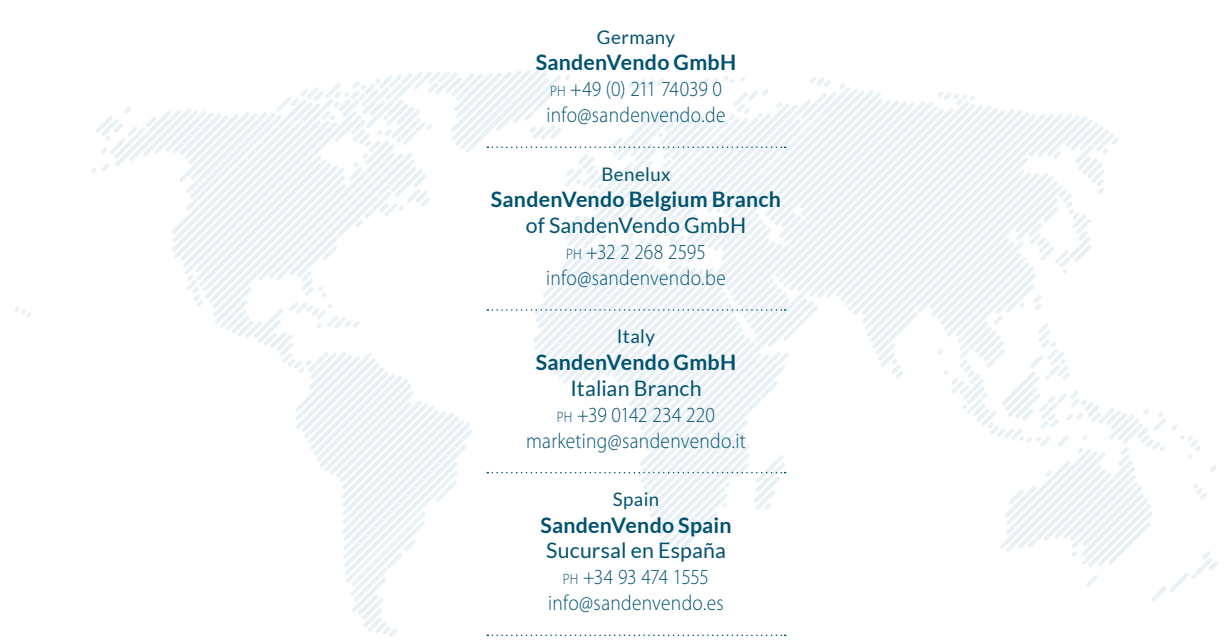 Germany
SandenVendo GmbH
PH +49 (0) 211 74039 0
info@sandenvendo.de
Benelux
SandenVendo Belgium Branch
of SandenVendo GmbH
PH +32 2 268 2595
info@sandenvendo.be
Italy
SandenVendo GmbH
Italian Branch
PH +39 0142 234 220
marketing@sandenvendo.it
Spain
SandenVendo Spain
Sucursal en España
PH +34 93 474 1555
info@sandenvendo.es